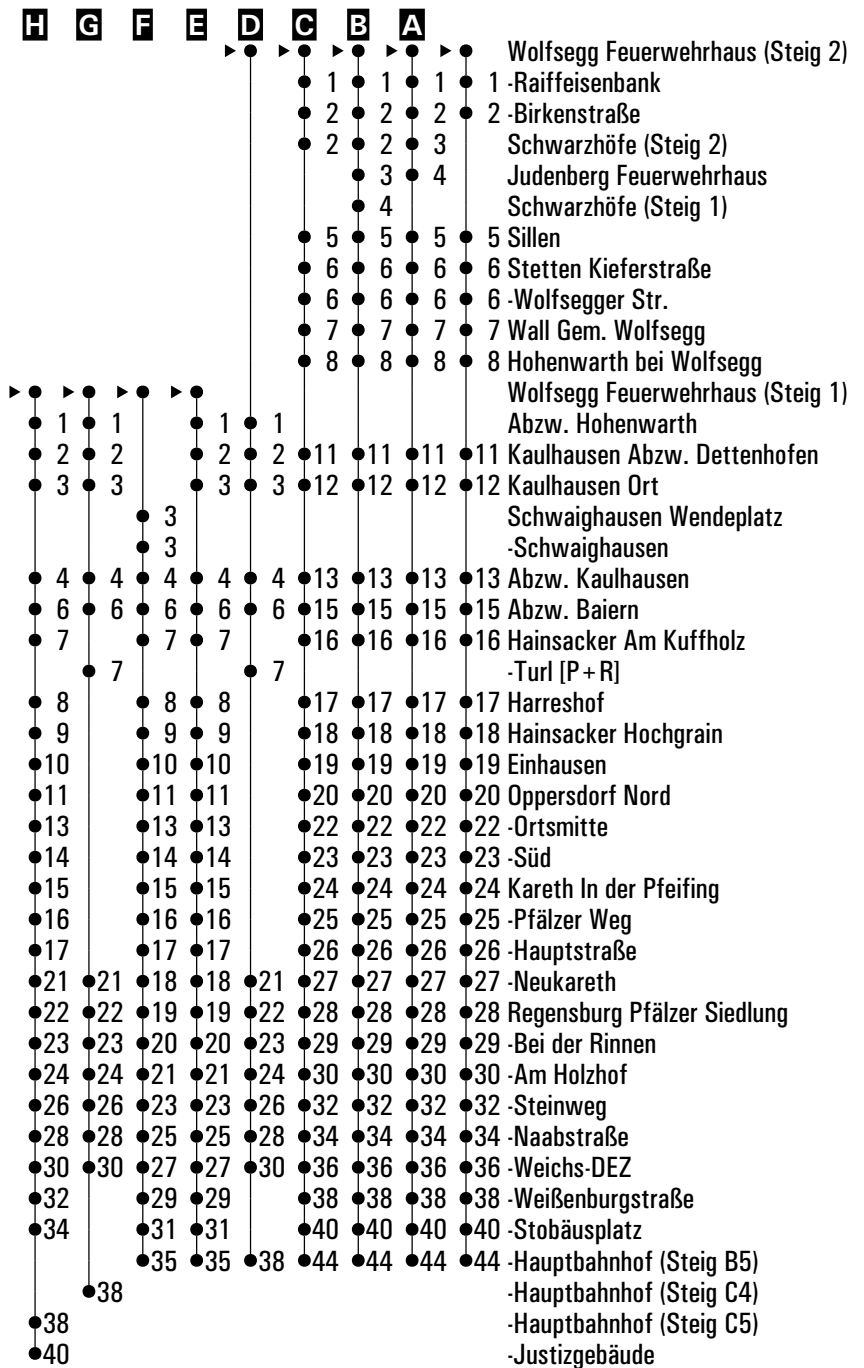 H G F E D C B A
Wolfsegg Feuerwehrhaus (Steig 2)
1 1 1 1 -Raiffeisenbank
2 2 2 2 -Birkenstraße
2 2 3 Schwarzhöfe (Steig 2)
3 4 Judenberg Feuerwehrhaus
4 Schwarzhöfe (Steig 1)
5 5 5 5 Sillen
6 6 6 6 Stetten Kieferstraße
6 6 6 6 -Wolfsegger Str.
7 7 7 7 Wall Gem. Wolfsegg
8 8 8 8 Hohenwarth bei Wolfsegg
Wolfsegg Feuerwehrhaus (Steig 1)
1 1 1 1 Abzw. Hohenwarth
2 2 2 2 11 11 11 11 Kaulhausen Abzw. Dettenhofen
3 3 3 3 12 12 12 12 Kaulhausen Ort
3 Schwaighausen Wendeplatz
3 -Schwaighausen
4 4 4 4 4 13 13 13 13 Abzw. Kaulhausen
6 6 6 6 6 15 15 15 15 Abzw. Baiern
7 7 7 16 16 16 16 Hainsacker Am Kuffholz
7 7 -Turl [P+R]
8 8 8 17 17 17 17 Harreshof
9 9 9 18 18 18 18 Hainsacker Hochgrain
10 10 10 19 19 19 19 Einhausen
11 11 11 20 20 20 20 Oppersdorf Nord
13 13 13 22 22 22 22 -Ortsmitte
14 14 14 23 23 23 23 -Süd
15 15 15 24 24 24 24 Kareth In der Pfeifing
16 16 16 25 25 25 25 -Pfälzer Weg
17 17 17 26 26 26 26 -Hauptstraße
21 21 18 18 21 27 27 27 27 -Neukareth
22 22 19 19 22 28 28 28 28 Regensburg Pfälzer Siedlung
23 23 20 20 23 29 29 29 29 -Bei der Rinnen
24 24 21 21 24 30 30 30 30 -Am Holzhof
26 26 23 23 26 32 32 32 32 -Steinweg
28 28 25 25 28 34 34 34 34 -Naabstraße
30 30 27 27 30 36 36 36 36 -Weichs-DEZ
32 29 29 38 38 38 38 -Weißenburgstraße
34 31 31 40 40 40 40 -Stobäusplatz
35 35 38 44 44 44 44 -Hauptbahnhof (Steig B5)
38 -Hauptbahnhof (Steig C4)
38 -Hauptbahnhof (Steig C5)
40 -Justizgebäude